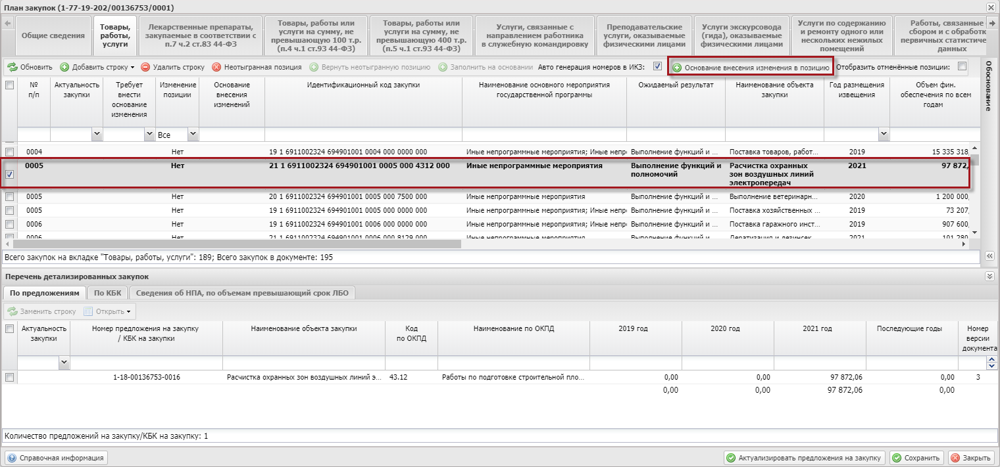 План закупок (1-77-19-202/00136753/0001)
Общие сведения
Товары,
работы,
услуги
Лекарственные препараты,
закупаемые в соответствии с
п.7 ч.2 ст.83 44-ФЗ
Товары, работы или
услуги на сумму, не
превышающую 100 т.р.
(п.4 ч.1 ст.93 44-ФЗ)
Товары, работы или
услуги на сумму, не
превышающую 400 т.р.
(п.5 ч.1 ст.93 44-ФЗ)
Услуги, связанные с
направлением работника
в служебную командировку
Преподавательские
услуги, оказываемые
физическими лицами
Услуги экскурсовода
(гида), оказываемые
физическими лицами
Услуги по содержанию
и ремонту одного или
нескольких нежилых
помещений
Работы, связанные
сбором и с обработк
первичных статистиче
данных
Обновить Добавить строку Удалить строку Неотыгранная позиция Вернуть неотыгранную позицию Заполнить на основании Авто генерация номеров в ИКЗ: Основание внесения изменения в позицию Отобразить отменённые позиции:
Обоснование
№
п/п
Актуальность
закупки
Требует
внести
основание
изменения
Изменение
позиции
Основание
внесения
изменений
Идентификационный код закупки
Наименование основного мероприятия
государственной программы
Ожидаемый результат
Наименование объекта
закупки
Год размещения
извещения
Объем фин.
обеспечения по всем
годам
Все
0004 Нет 19 1 6911002324 694901001 0004 000 0000 000 Иные непрограммные мероприятия; Иные непр Выполнение функций и ... Поставка товаров, работ... 2019 15 335 318,
0005 Нет 21 1 6911002324 694901001 0005 000 4312 000 Иные непрограммные мероприятия Выполнение функций и
полномочий
Расчистка охранных
зон воздушных линий
электропередач
2021 97 872,
0005 Нет 20 1 6911002324 694901001 0005 000 7500 000 Иные непрограммные мероприятия Выполнение функций и ... Выполнение ветеринарн... 2020 1 200 000,
0005 Нет 19 1 6911002324 694901001 0005 000 0000 000 Иные непрограммные мероприятия; Иные непр Выполнение функций и ... Поставка хозяйственных ... 2019 73 207,
0006 Нет 19 1 6911002324 694901001 0006 000 0000 000 Иные непрограммные мероприятия; Иные непр Выполнение функций и ... Поставка гаражного инст... 2019 907 600,
0006 Нет 21 1 6911002324 694901001 0006 000 8129 000 Иные непрограммные мероприятия Выполнение функций и ... Дератизация и дезинсек... 2021 101 280,
Всего закупок на вкладке "Товары, работы, услуги": 189; Всего закупок в документе: 195
Перечень детализированных закупок
По предложениям По КБК Сведения об НПА, по объемам превышающий срок ЛБО
Заменить строку Открыть
Актуальность
закупки
Номер предложения на закупку
/ КБК на закупки
Наименование объекта закупки
Код
по ОКПД
Наименование по ОКПД
2019 год
2020 год
2021 год
Последующие годы
Номер
версии
документа
1-18-00136753-0016 Расчистка охранных зон воздушных линий э... 43.12 Работы по подготовке строительной пло... 0,00 0,00 97 872,06 0,00 3
0,00 0,00 97 872,06 0,00
Количество предложений на закупку/КБК на закупку: 1
Справочная информация Актуализировать предложения на закупку Сохранить Закрыть